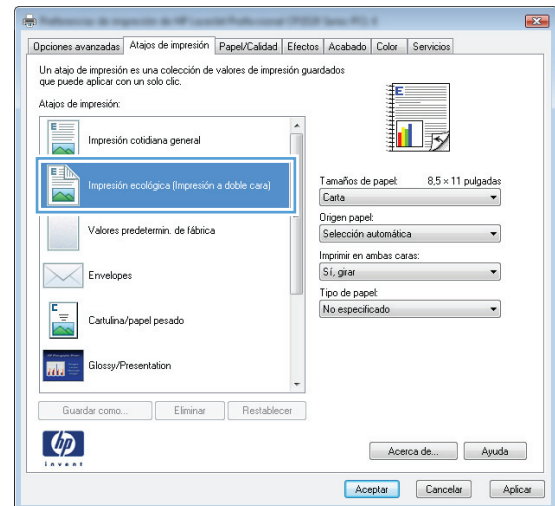 Opciones avanzadas Atajos de impresión Papel/Calidad Efectos Acabado Color Servicios
Un atajo de impresión es una colección de valores de impresión guardados
que puede aplicar con un solo clic.
Atajos de impresión:
Impresión cotidiana general
Impresión ecológica (Impresión a doble cara)
Valores predetermin. de fábrica
Envelopes
Cartulina/papel pesado
Glossy/Presentation
Guardar como... Eliminar Restablecer
Tamaños de papel: 8,5 × 11 pulgadas
Carta
Origen papel:
Selección automática
Imprimir en ambas caras:
Sí, girar
Tipo de papel:
No especificado
hp
invent
Acerca de... Ayuda
Aceptar Cancelar Aplicar